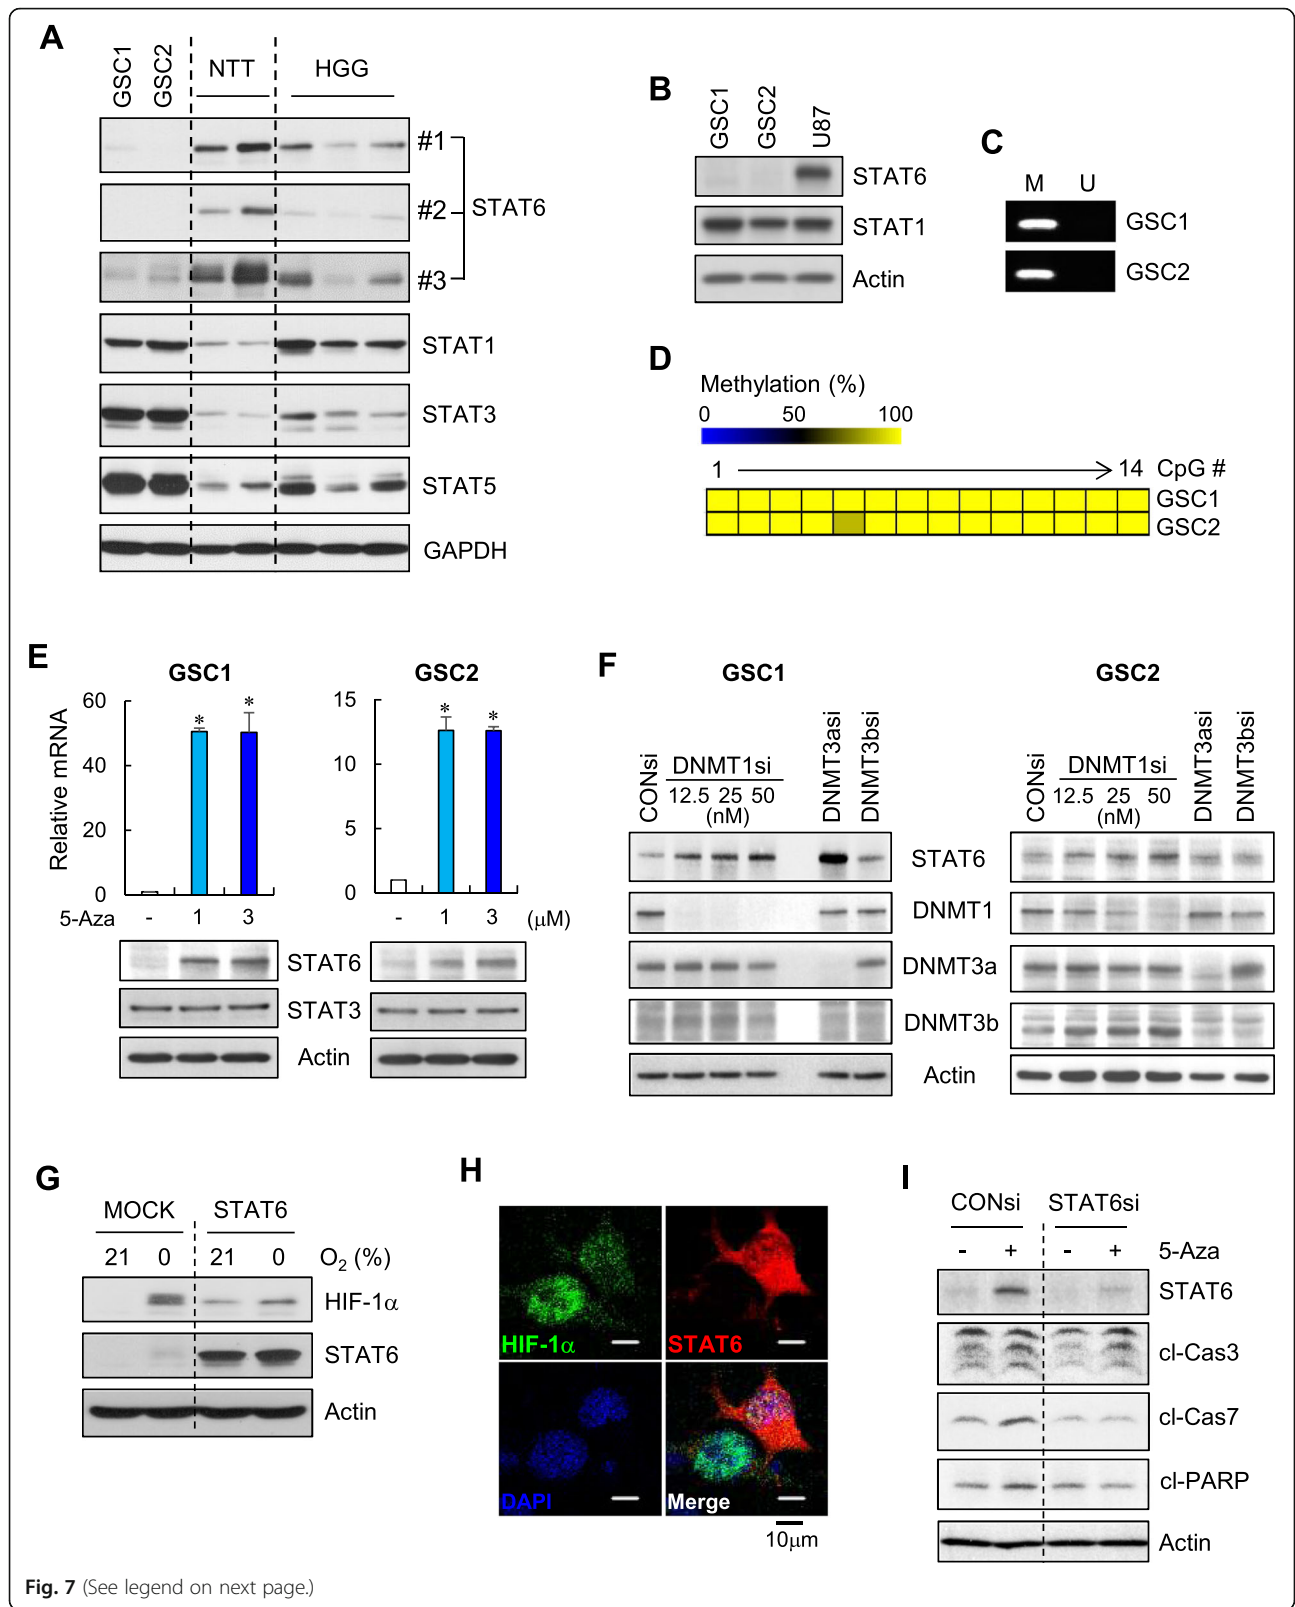 A
GSC1 GSC2 NTT HGG
#1
#2 STAT6
#3
STAT1
STAT3
STAT5
GAPDH
B
GSC1 GSC2 U87
STAT6
STAT1
Actin
C
M U
GSC1
GSC2
D
Methylation (%)
0 50 100
1 14 CpG #
GSC1
GSC2
E
GSC1 GSC2
Relative mRNA
60
40
20
0
* *
15
10
5
0
* *
5-Aza - 1 3 - 1 3 (μM)
STAT6
STAT3
Actin
F
GSC1 GSC2
CONsi DNMT1si DNMT3asi DNMT3bsi CONsi DNMT1si DNMT3asi DNMT3bsi
12.5 25 50 12.5 25 50
(nM) (nM)
STAT6
DNMT1
DNMT3a
DNMT3b
Actin
G
MOCK STAT6
21 0 21 0 O2 (%)
HIF-1α
STAT6
Actin
H
HIF-1α STAT6
DAPI Merge
10μm
I
CONsi STAT6si
- + - + 5-Aza
STAT6
cl-Cas3
cl-Cas7
cl-PARP
Actin
Fig. 7 (See legend on next page.)